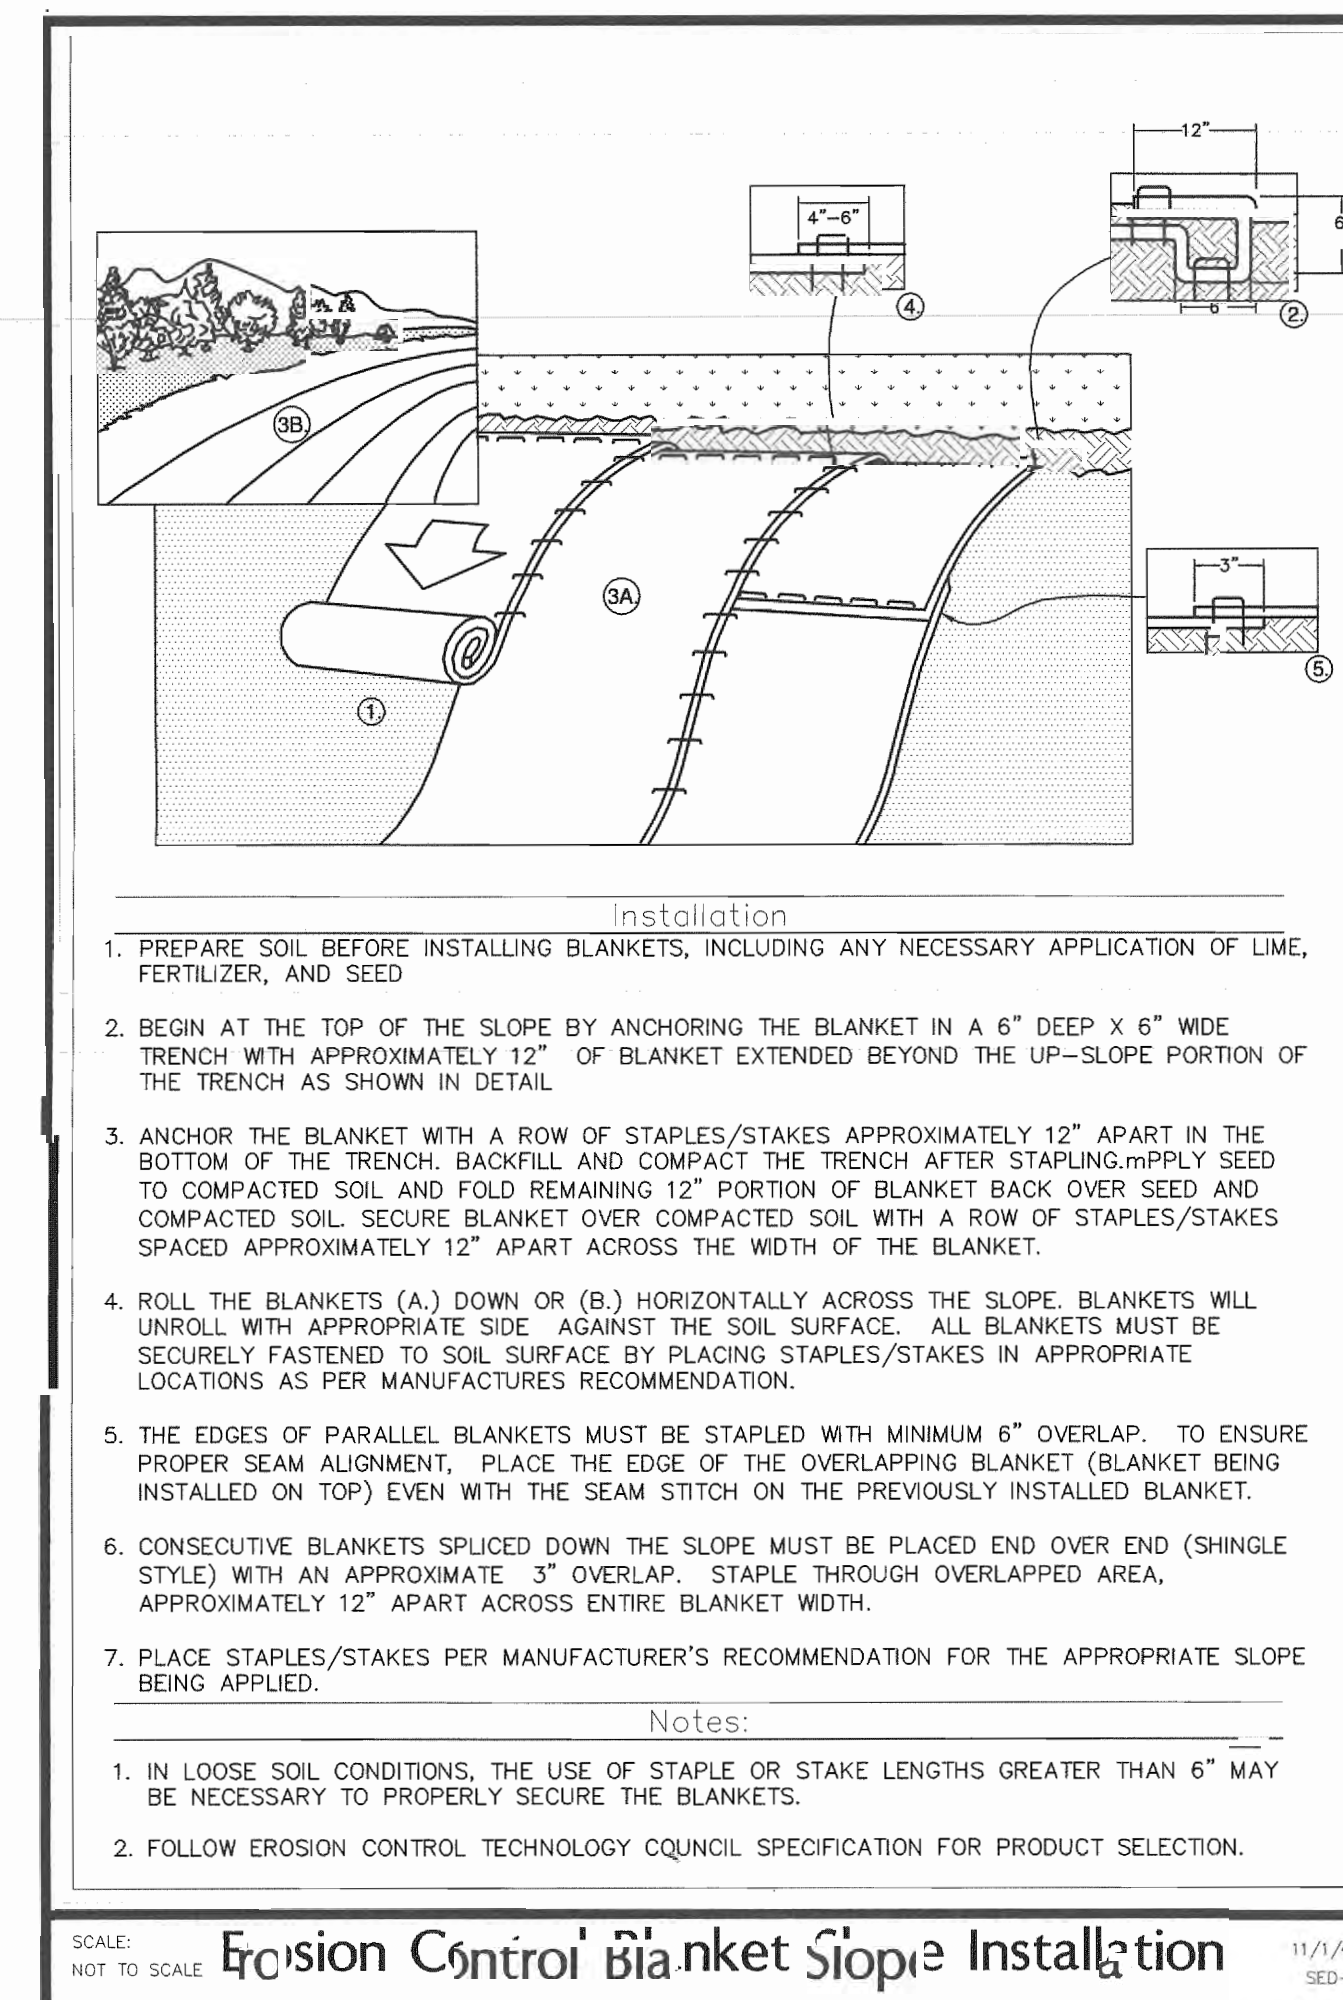 12"
4"-6"
6
4.
6
2.
3B.
3"
3A.
5.
1.
Installation
1. PREPARE SOIL BEFORE INSTALLING BLANKETS, INCLUDING ANY NECESSARY APPLICATION OF LIME,
FERTILIZER, AND SEED
2. BEGIN AT THE TOP OF THE SLOPE BY ANCHORING THE BLANKET IN A 6" DEEP X 6" WIDE
TRENCH WITH APPROXIMATELY 12" OF BLANKET EXTENDED BEYOND THE UP-SLOPE PORTION OF
THE TRENCH AS SHOWN IN DETAIL
3. ANCHOR THE BLANKET WITH A ROW OF STAPLES/STAKES APPROXIMATELY 12" APART IN THE
BOTTOM OF THE TRENCH. BACKFILL AND COMPACT THE TRENCH AFTER STAPLING.mPPLY SEED
TO COMPACTED SOIL AND FOLD REMAINING 12" PORTION OF BLANKET BACK OVER SEED AND
COMPACTED SOIL. SECURE BLANKET OVER COMPACTED SOIL WITH A ROW OF STAPLES/STAKES
SPACED APPROXIMATELY 12" APART ACROSS THE WIDTH OF THE BLANKET.
4. ROLL THE BLANKETS (A.) DOWN OR (B.) HORIZONTALLY ACROSS THE SLOPE. BLANKETS WILL
UNROLL WITH APPROPRIATE SIDE AGAINST THE SOIL SURFACE. ALL BLANKETS MUST BE
SECURELY FASTENED TO SOIL SURFACE BY PLACING STAPLES/STAKES IN APPROPRIATE
LOCATIONS AS PER MANUFACTURES RECOMMENDATION.
5. THE EDGES OF PARALLEL BLANKETS MUST BE STAPLED WITH MINIMUM 6" OVERLAP. TO ENSURE
PROPER SEAM ALIGNMENT, PLACE THE EDGE OF THE OVERLAPPING BLANKET (BLANKET BEING
INSTALLED ON TOP) EVEN WITH THE SEAM STITCH ON THE PREVIOUSLY INSTALLED BLANKET.
6. CONSECUTIVE BLANKETS SPLICED DOWN THE SLOPE MUST BE PLACED END OVER END (SHINGLE
STYLE) WITH AN APPROXIMATE 3" OVERLAP. STAPLE THROUGH OVERLAPPED AREA,
APPROXIMATELY 12" APART ACROSS ENTIRE BLANKET WIDTH.
7. PLACE STAPLES/STAKES PER MANUFACTURER'S RECOMMENDATION FOR THE APPROPRIATE SLOPE
BEING APPLIED.
Notes:
1. IN LOOSE SOIL CONDITIONS, THE USE OF STAPLE OR STAKE LENGTHS GREATER THAN 6" MAY
BE NECESSARY TO PROPERLY SECURE THE BLANKETS.
2. FOLLOW EROSION CONTROL TECHNOLOGY COUNCIL SPECIFICATION FOR PRODUCT SELECTION.
SCALE:
NOT TO SCALE
Erosion Control Blanket Slope Installation
11/1/
SED-